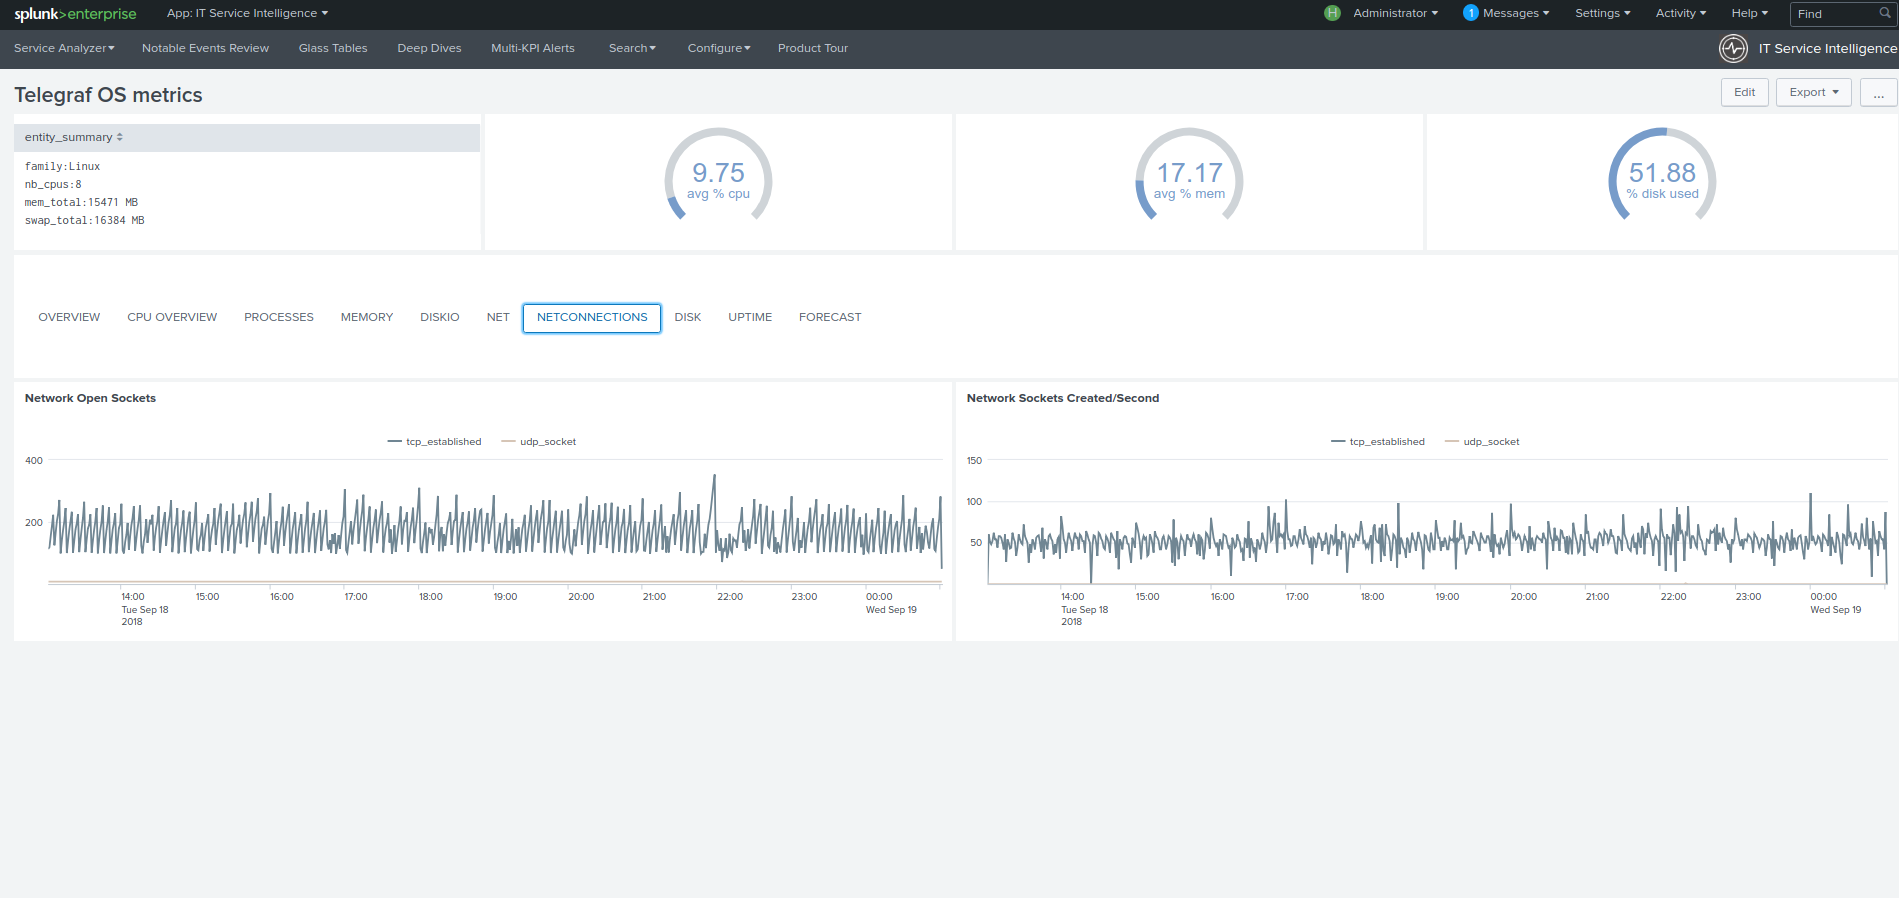 splunk>enterprise App: IT Service Intelligence H Administrator 1 Messages Settings Activity Help Find
Service Analyzer Notable Events Review Glass Tables Deep Dives Multi-KPI Alerts Search Configure Product Tour IT Service Intelligence
Telegraf OS metrics Edit Export ...
entity_summary
family:Linux
nb_cpus:8
mem_total:15471 MB
swap_total:16384 MB
9.75
avg % cpu
17.17
avg % mem
51.88
% disk used
OVERVIEW CPU OVERVIEW PROCESSES MEMORY DISKIO NET NETCONNECTIONS DISK UPTIME FORECAST
Network Open Sockets
tcp_established udp_socket
400
200
14:00 15:00 16:00 17:00 18:00 19:00 20:00 21:00 22:00 23:00 00:00
Tue Sep 18 Wed Sep 19
2018
Network Sockets Created/Second
tcp_established udp_socket
150
100
50
14:00 15:00 16:00 17:00 18:00 19:00 20:00 21:00 22:00 23:00 00:00
Tue Sep 18 Wed Sep 19
2018